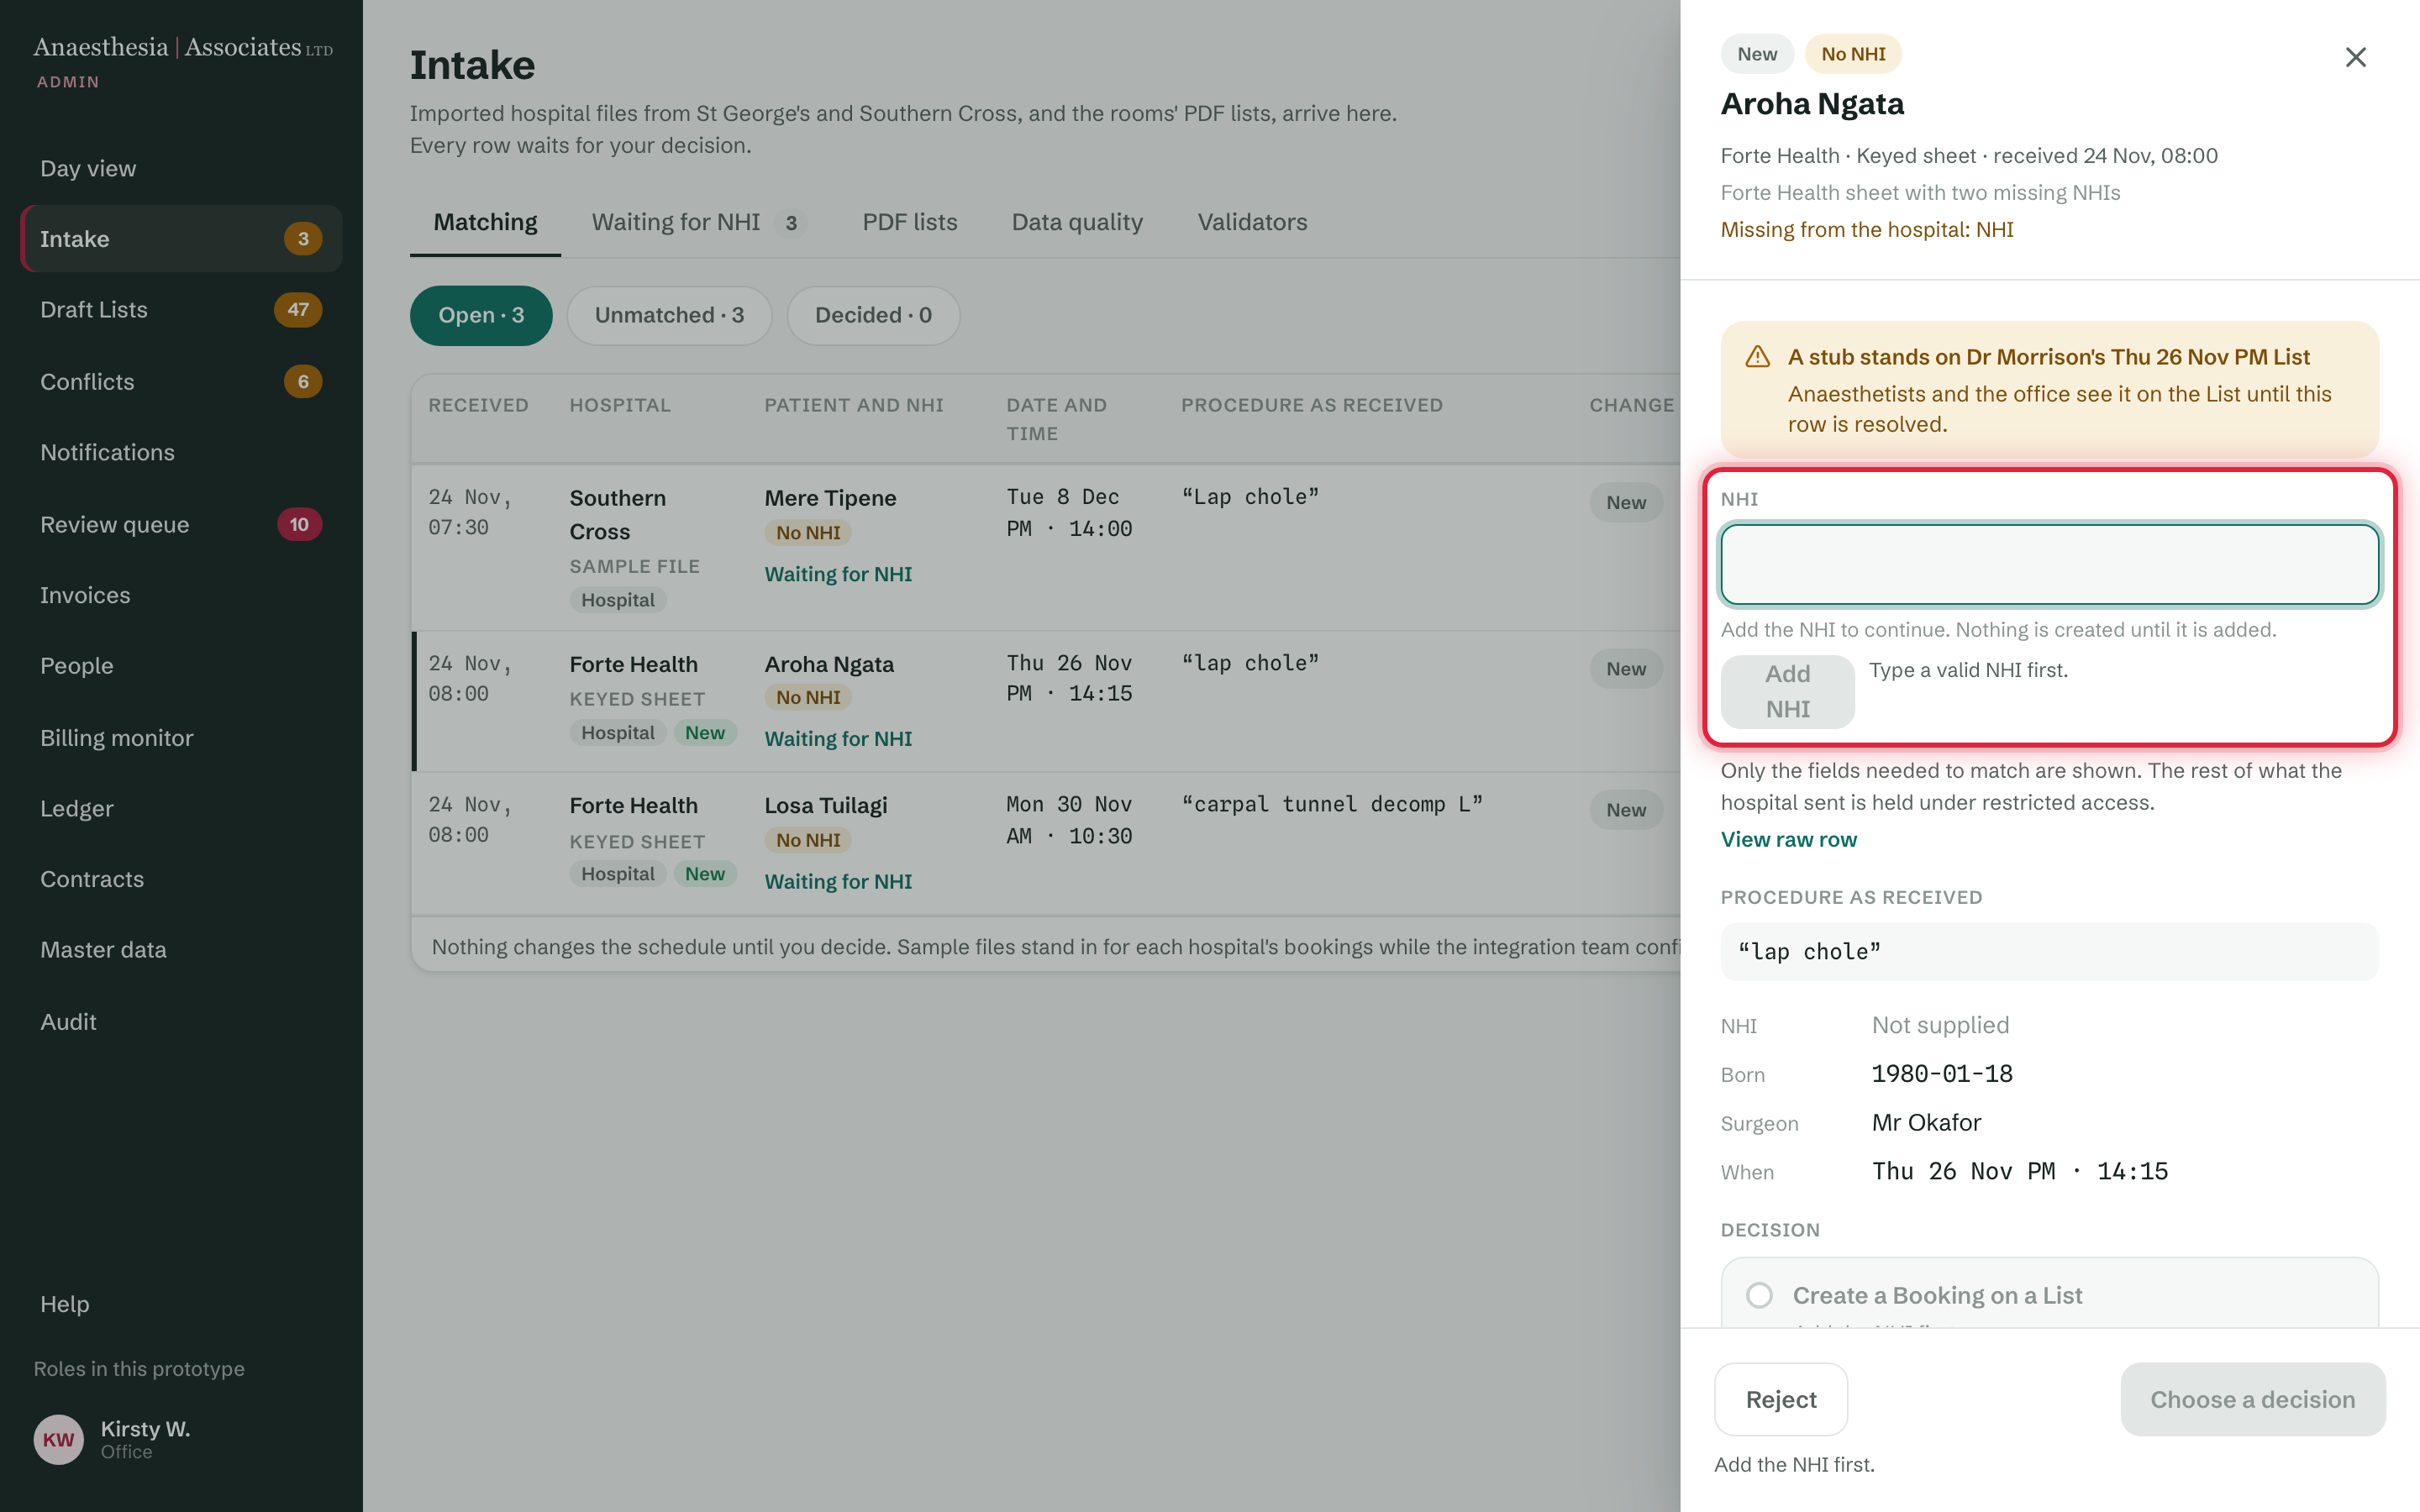 Anaesthesia | Associates LTD
ADMIN
Day view
Intake 3
Draft Lists 47
Conflicts 6
Notifications
Review queue 10
Invoices
People
Billing monitor
Ledger
Contracts
Master data
Audit
Help
Roles in this prototype
KW
Kirsty W.
Office
Intake
Imported hospital files from St George's and Southern Cross, and the rooms' PDF lists, arrive here.
Every row waits for your decision.
Matching Waiting for NHI 3 PDF lists Data quality Validators
Open · 3 Unmatched · 3 Decided · 0
RECEIVED HOSPITAL PATIENT AND NHI DATE AND TIME PROCEDURE AS RECEIVED CHANGE
24 Nov, 07:30
Southern Cross
SAMPLE FILE
Hospital
Mere Tipene
No NHI
Waiting for NHI
Tue 8 Dec
PM · 14:00
“Lap chole”
New
24 Nov, 08:00
Forte Health
KEYED SHEET
Hospital New
Aroha Ngata
No NHI
Waiting for NHI
Thu 26 Nov
PM · 14:15
“lap chole”
New
24 Nov, 08:00
Forte Health
KEYED SHEET
Hospital New
Losa Tuilagi
No NHI
Waiting for NHI
Mon 30 Nov
AM · 10:30
“carpal tunnel decomp L”
New
Nothing changes the schedule until you decide. Sample files stand in for each hospital's bookings while the integration team
New No NHI
Aroha Ngata
Forte Health · Keyed sheet · received 24 Nov, 08:00
Forte Health sheet with two missing NHIs
Missing from the hospital: NHI
A stub stands on Dr Morrison's Thu 26 Nov PM List
Anaesthetists and the office see it on the List until this
row is resolved.
NHI
Add the NHI to continue. Nothing is created until it is added.
Add
NHI
Type a valid NHI first.
Only the fields needed to match are shown. The rest of what the
hospital sent is held under restricted access.
View raw row
PROCEDURE AS RECEIVED
“lap chole”
NHI Not supplied
Born 1980-01-18
Surgeon Mr Okafor
When Thu 26 Nov PM · 14:15
DECISION
Create a Booking on a List
Reject
Choose a decision
Add the NHI first.